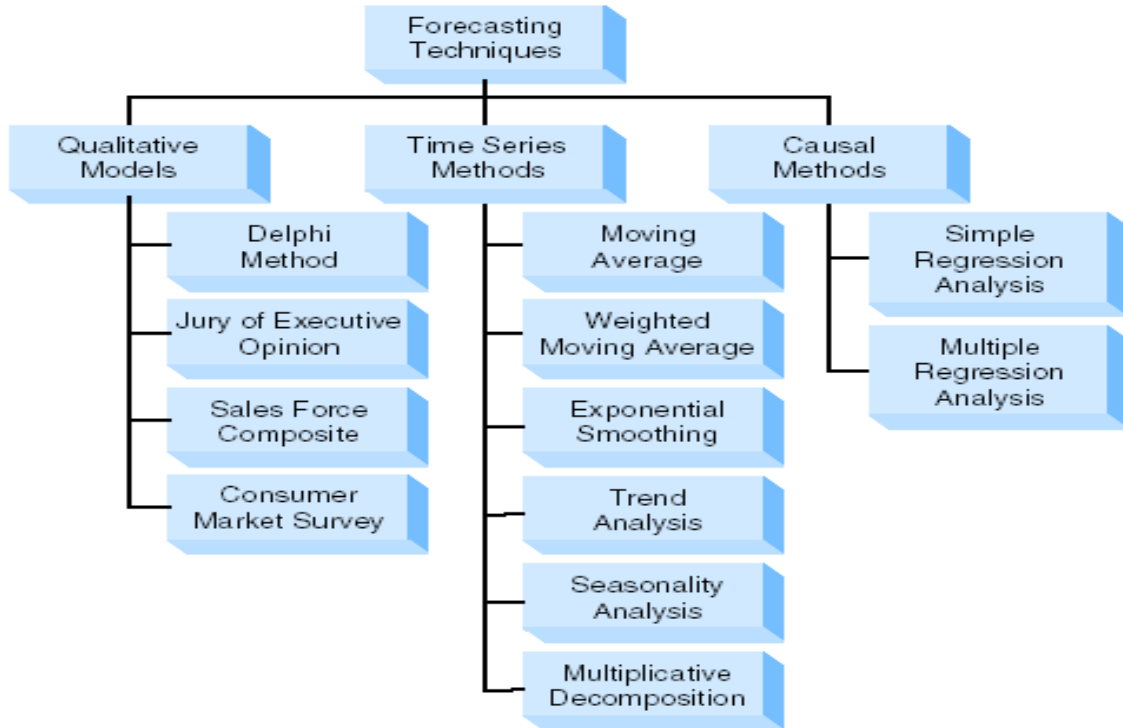 Forecasting
Techniques
Qualitative
Models
Delphi
Method
Jury of Executive
Opinion
Sales Force
Composite
Consumer
Market Survey
Time Series
Methods
Moving
Average
Weighted
Moving Average
Exponential
Smoothing
Trend
Analysis
Seasonality
Analysis
Multiplicative
Decomposition
Causal
Methods
Simple
Regression
Analysis
Multiple
Regression
Analysis